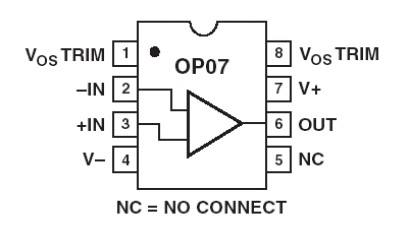 VOS TRIM 1 8 VOS TRIM
OP07
–IN 2 7 V+
+IN 3 6 OUT
V– 4 5 NC
NC = NO CONNECT